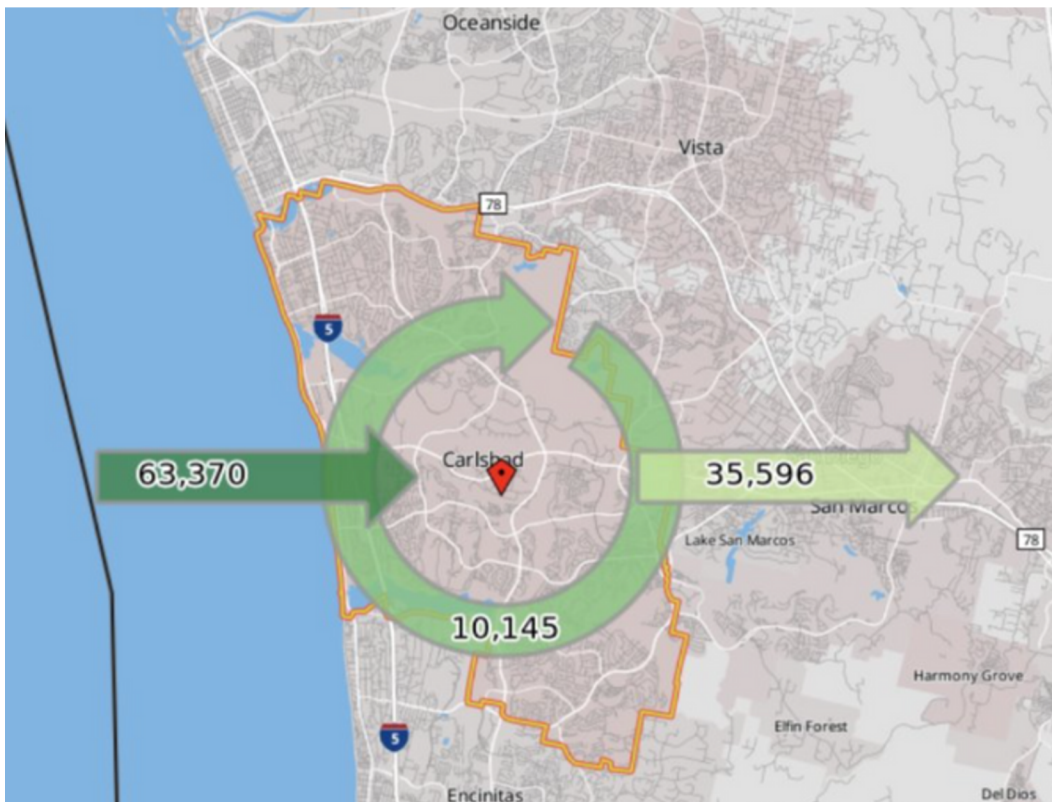 Oceanside
Vista
78
5
63,370
Carlsbad
35,596
San Marcos
Lake San Marcos
78
10,145
Harmony Grove
Elfin Forest
5
Encinitas
Del Dios